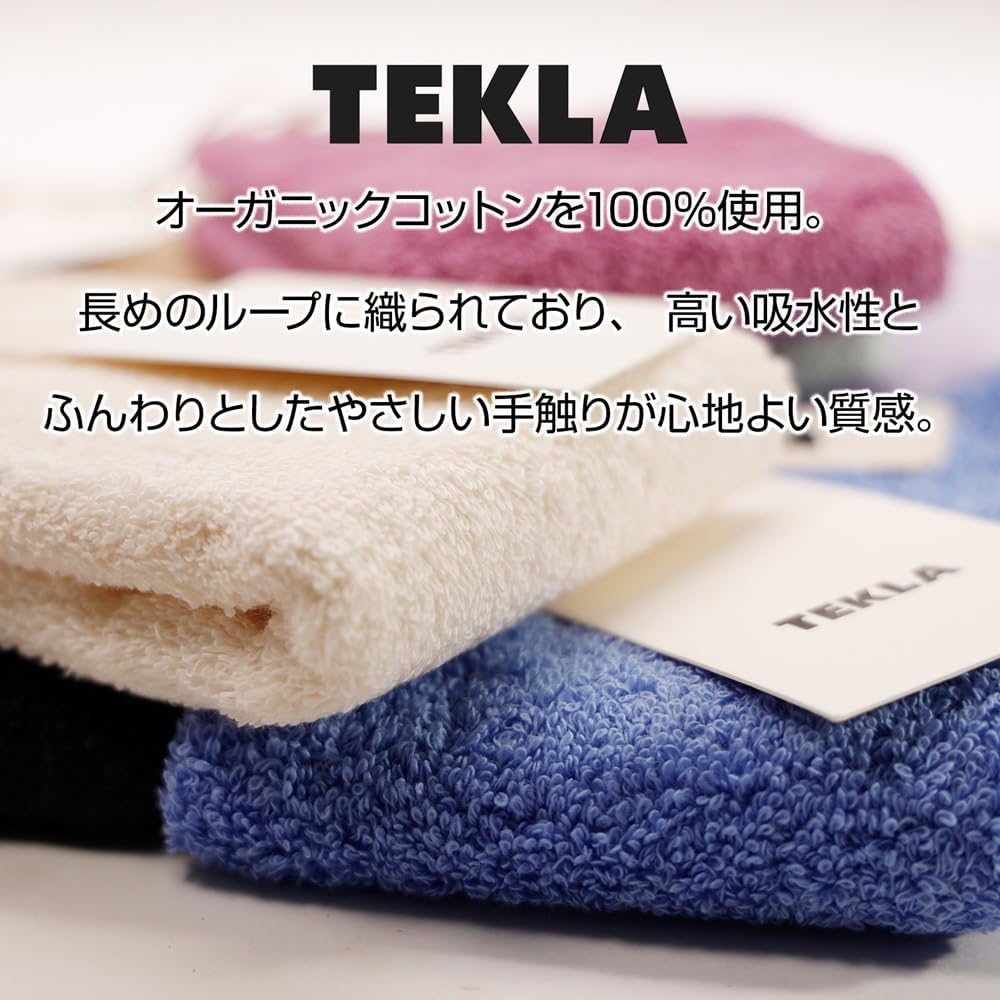 TEKLA
オーガニックコットンを100%使用。
長めのループに織られており、高い吸水性と
ふんわりとしたやさしい手触りが心地よい質感。
TEKLA